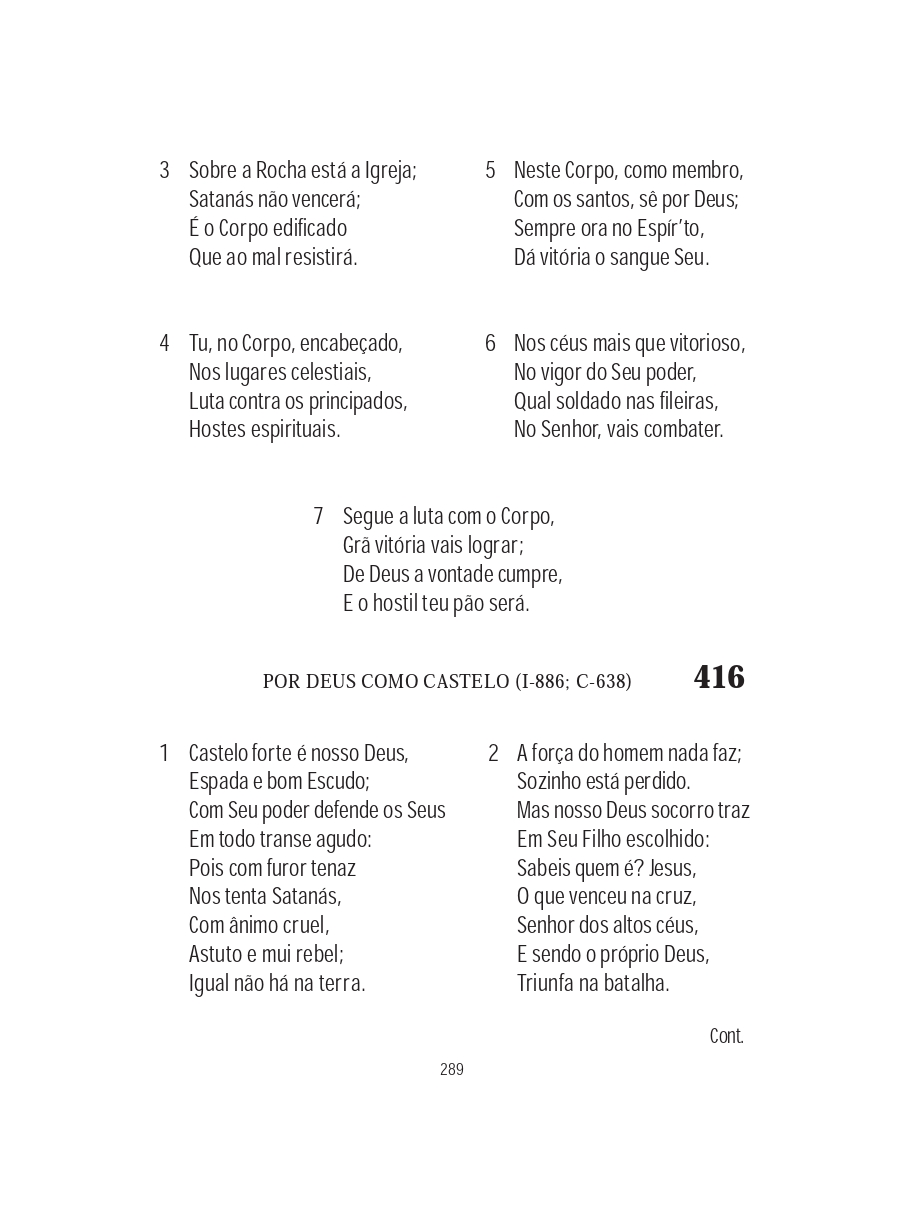 3 Sobre a Rocha está a Igreja;
Satanás não vencerá;
É o Corpo edificado
Que ao mal resistirá.
4 Tu, no Corpo, encabeçado,
Nos lugares celestiais,
Luta contra os principados,
Hostes espirituais.
5 Neste Corpo, como membro,
Com os santos, sê por Deus;
Sempre ora no Espír’to,
Dá vitória o sangue Seu.
6 Nos céus mais que vitorioso,
No vigor do Seu poder,
Qual soldado nas fileiras,
No Senhor, vais combater.
7 Segue a luta com o Corpo,
Grã vitória vais lograr;
De Deus a vontade cumpre,
E o hostil teu pão será.
POR DEUS COMO CASTELO (I-886; C-638) 416
1 Castelo forte é nosso Deus,
Espada e bom Escudo;
Com Seu poder defende os Seus
Em todo transe agudo:
Pois com furor tenaz
Nos tenta Satanás,
Com ânimo cruel,
Astuto e mui rebel;
Igual não há na terra.
2 A força do homem nada faz;
Sozinho está perdido.
Mas nosso Deus socorro traz
Em Seu Filho escolhido:
Sabeis quem é? Jesus,
O que venceu na cruz,
Senhor dos altos céus,
E sendo o próprio Deus,
Triunfa na batalha.
Cont.
289